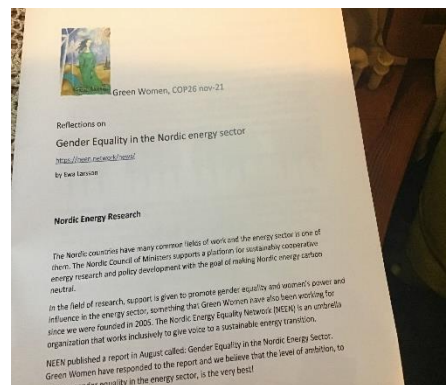 Green Women, COP26 nov-21
Reflections on
Gender Equality in the Nordic energy sector
https://neen.network/news/
by Ewa Larsson
Nordic Energy Research
The Nordic countries have many common fields of work and the energy sector is one of
them. The Nordic Council of Ministers supports a platform for sustainably cooperative
energy research and policy development with the goal of making Nordic energy carbon
neutral.
In the field of research, support is given to promote gender equality and women's power and
influence in the energy sector, something that Green Women have also been working for
since we were founded in 2005. The Nordic Energy Equality Network (NEEN) is an umbrella
organization that works inclusively to give voice to a sustainable energy transition.
NEEN published a report in August called: Gender Equality in the Nordic Energy Sector.
Green Women have responded to the report and we believe that the level of ambition, to
gender equality in the energy sector, is the very best!